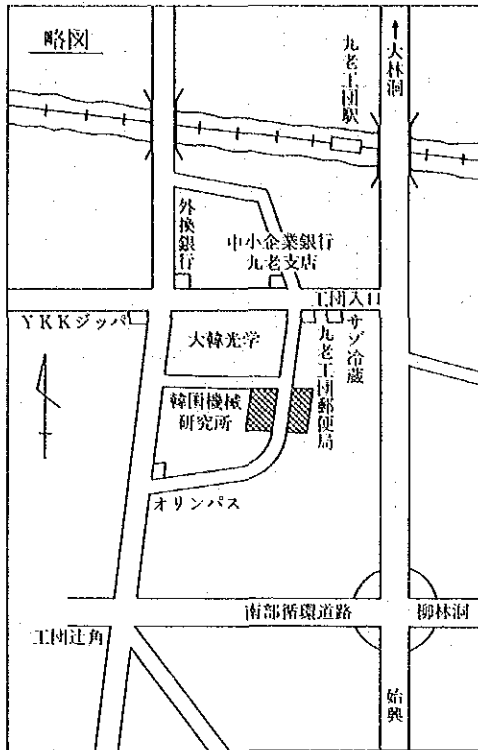 略図
↑大林洞
九老工団駅
外換銀行
中小企業銀行
九老支店
工団入口
YKKジッパ
大韓光学
サゾ冷蔵
九老工団郵便局
韓国機械
研究所
オリンパス
南部循環道路
柳林洞
工団辻角
始興